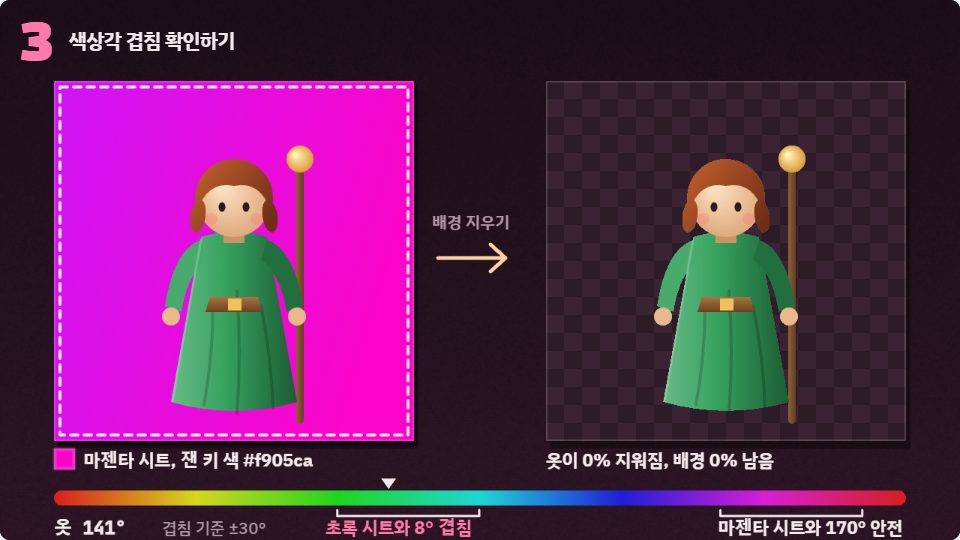 3 색상각 겹침 확인하기
배경 지우기
마젠타 시트, 잰 키 색 #f905ca
옷이 0% 지워짐, 배경 0% 남음
옷 141° 겹침 기준 ±30° 초록 시트와 8° 겹침 마젠타 시트와 170° 안전